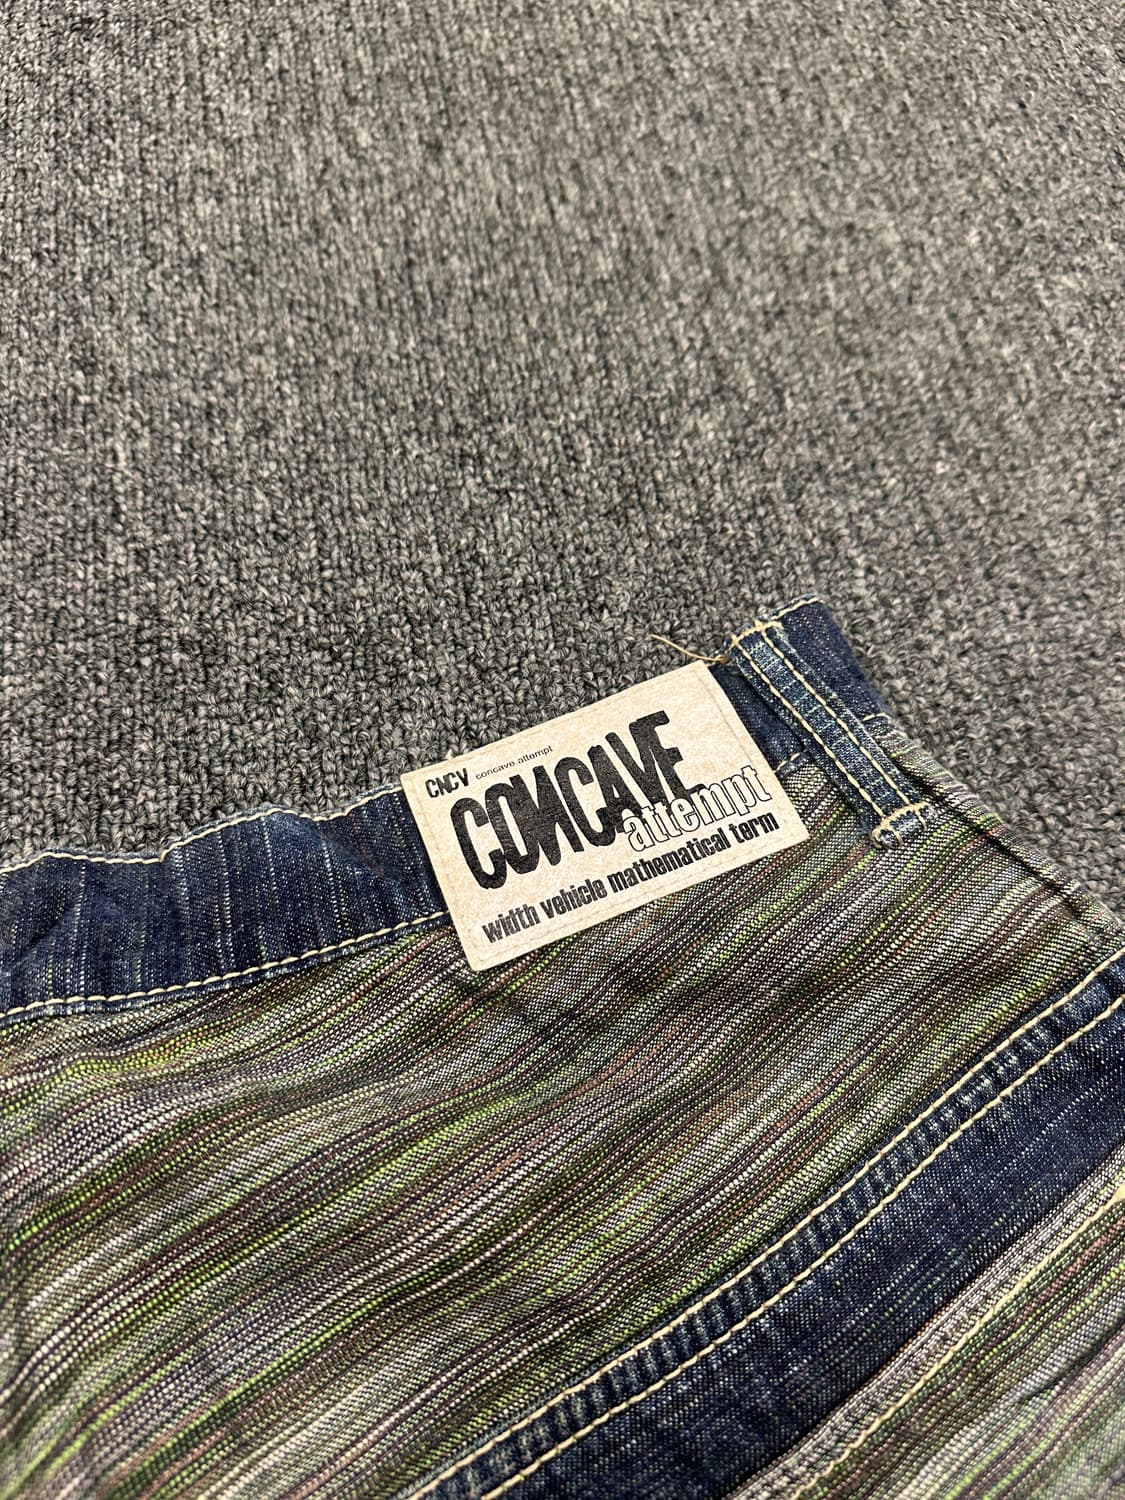 CNCV concave.attempt
CONCAVE
attempt
width vehicle mathematical term